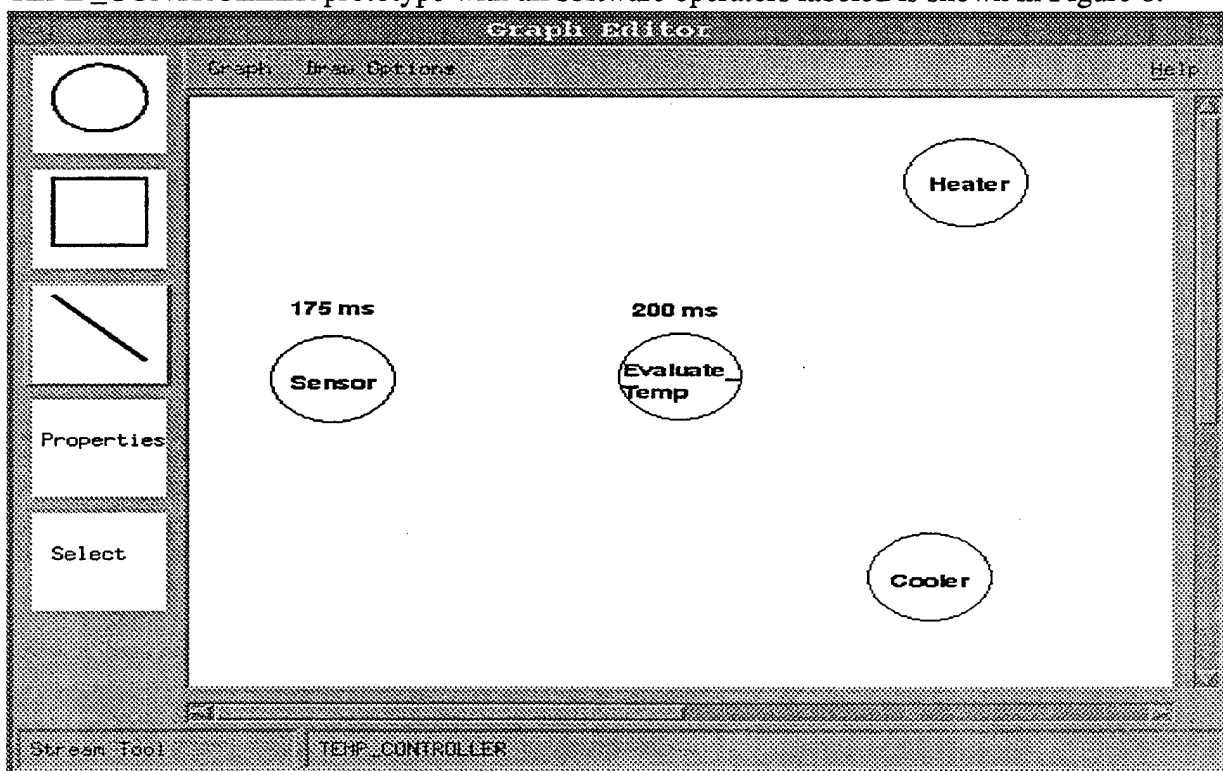 Graph Editor
Graph Draw Options Help
Heater
175 ms
200 ms
Sensor
Evaluate_
Temp
Properties
Select
Cooler
Stream Tool
TEMP_CONTROLLER